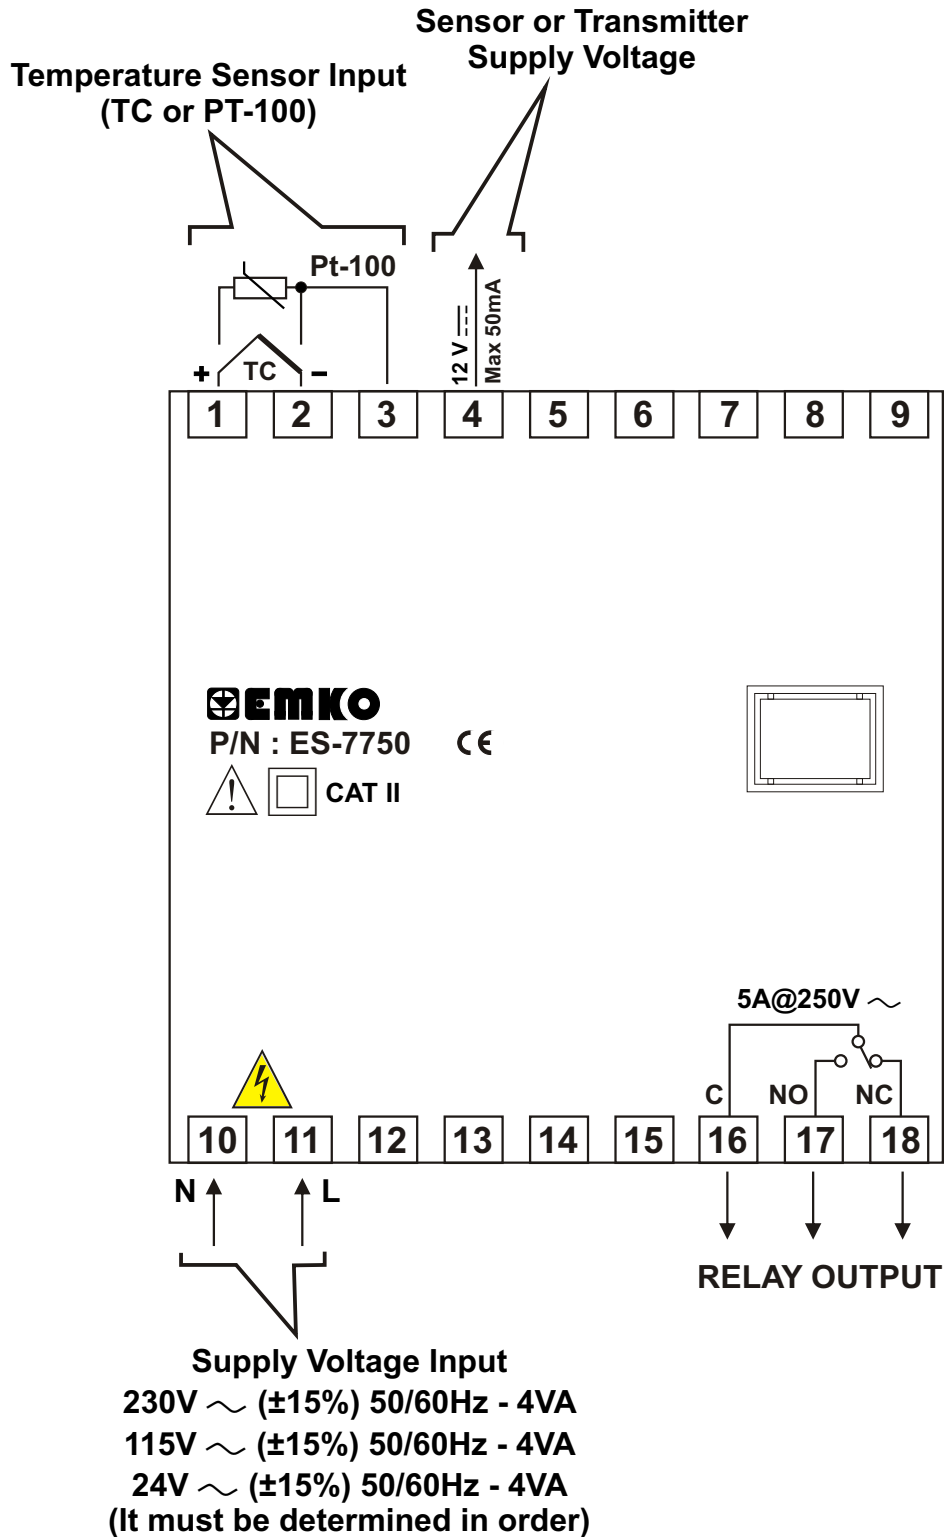 Sensor or Transmitter
Supply Voltage
Temperature Sensor Input
(TC or PT-100)
Pt-100
12 V
Max 50mA
+ TC −
1 2 3 4 5 6 7 8 9
EMKO
P/N : ES-7750 CE
! CAT II
5A@250V ~
C NO NC
10 11 12 13 14 15 16 17 18
N L
RELAY OUTPUT
Supply Voltage Input
230V ~ (±15%) 50/60Hz - 4VA
115V ~ (±15%) 50/60Hz - 4VA
24V ~ (±15%) 50/60Hz - 4VA
(It must be determined in order)